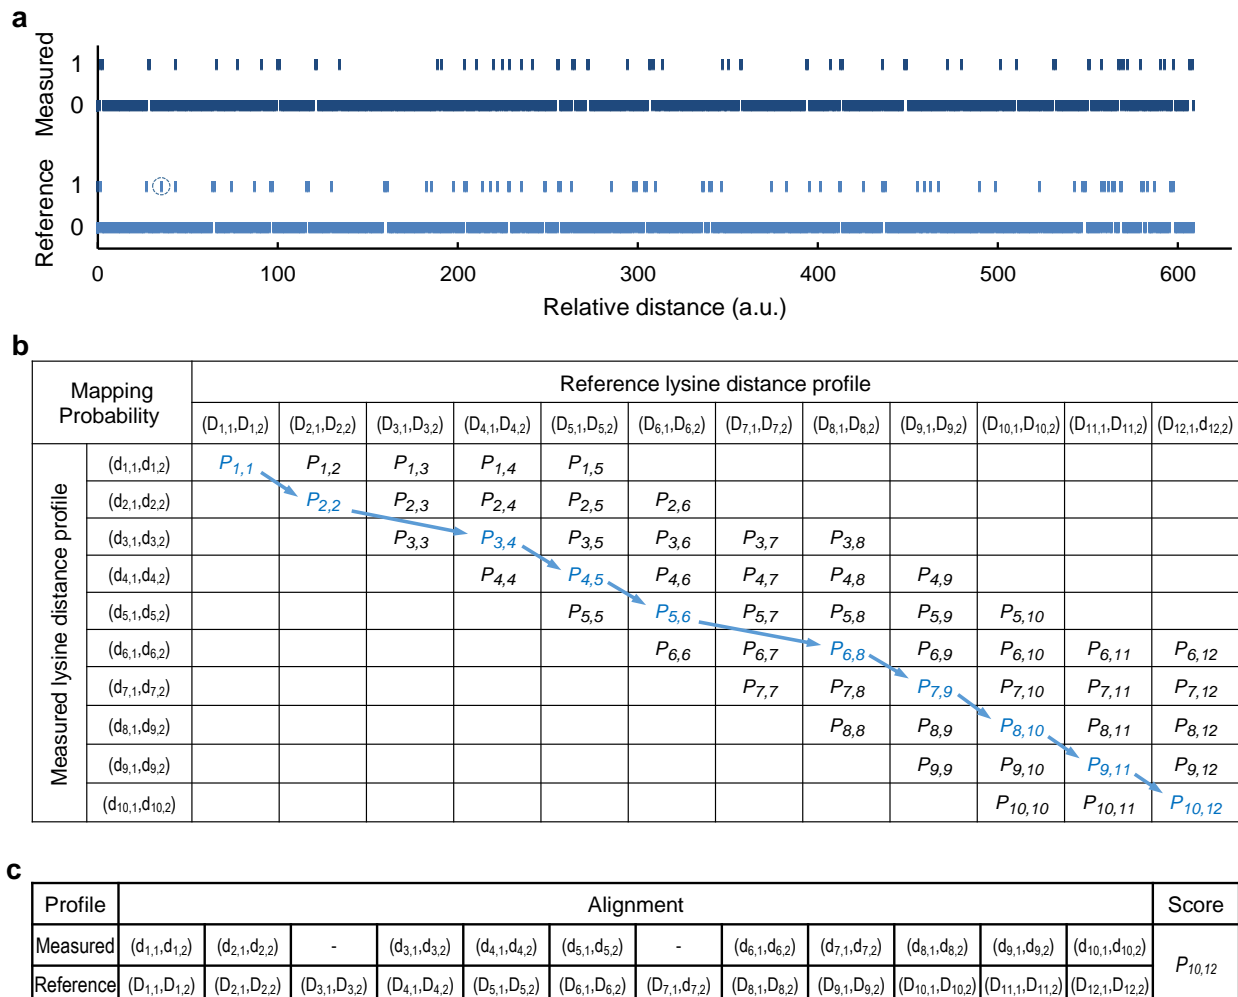 a
Measured
1
0
Reference
1
0
0 100 200 300 400 500 600
Relative distance (a.u.)
b
Mapping Probability
Reference lysine distance profile
(D1,1,D1,2) (D2,1,D2,2) (D3,1,D3,2) (D4,1,D4,2) (D5,1,D5,2) (D6,1,D6,2) (D7,1,D7,2) (D8,1,D8,2) (D9,1,D9,2) (D10,1,D10,2) (D11,1,D11,2) (D12,1,d12,2)
Measured lysine distance profile
(d1,1,d1,2) P1,1 P1,2 P1,3 P1,4 P1,5
(d2,1,d2,2) P2,2 P2,3 P2,4 P2,5 P2,6
(d3,1,d3,2) P3,3 P3,4 P3,5 P3,6 P3,7 P3,8
(d4,1,d4,2) P4,4 P4,5 P4,6 P4,7 P4,8 P4,9
(d5,1,d5,2) P5,5 P5,6 P5,7 P5,8 P5,9 P5,10
(d6,1,d6,2) P6,6 P6,7 P6,8 P6,9 P6,10 P6,11 P6,12
(d7,1,d7,2) P7,7 P7,8 P7,9 P7,10 P7,11 P7,12
(d8,1,d9,2) P8,8 P8,9 P8,10 P8,11 P8,12
(d9,1,d9,2) P9,9 P9,10 P9,11 P9,12
(d10,1,d10,2) P10,10 P10,11 P10,12
c
Profile Alignment Score
Measured (d1,1,d1,2) (d2,1,d2,2) - (d3,1,d3,2) (d4,1,d4,2) (d5,1,d5,2) - (d6,1,d6,2) (d7,1,d7,2) (d8,1,d8,2) (d9,1,d9,2) (d10,1,d10,2) P10,12
Reference (D1,1,D1,2) (D2,1,D2,2) (D3,1,D3,2) (D4,1,D4,2) (D5,1,D5,2) (D6,1,D6,2) (D7,1,d7,2) (D8,1,D8,2) (D9,1,D9,2) (D10,1,D10,2) (D11,1,D11,2) (D12,1,D12,2)